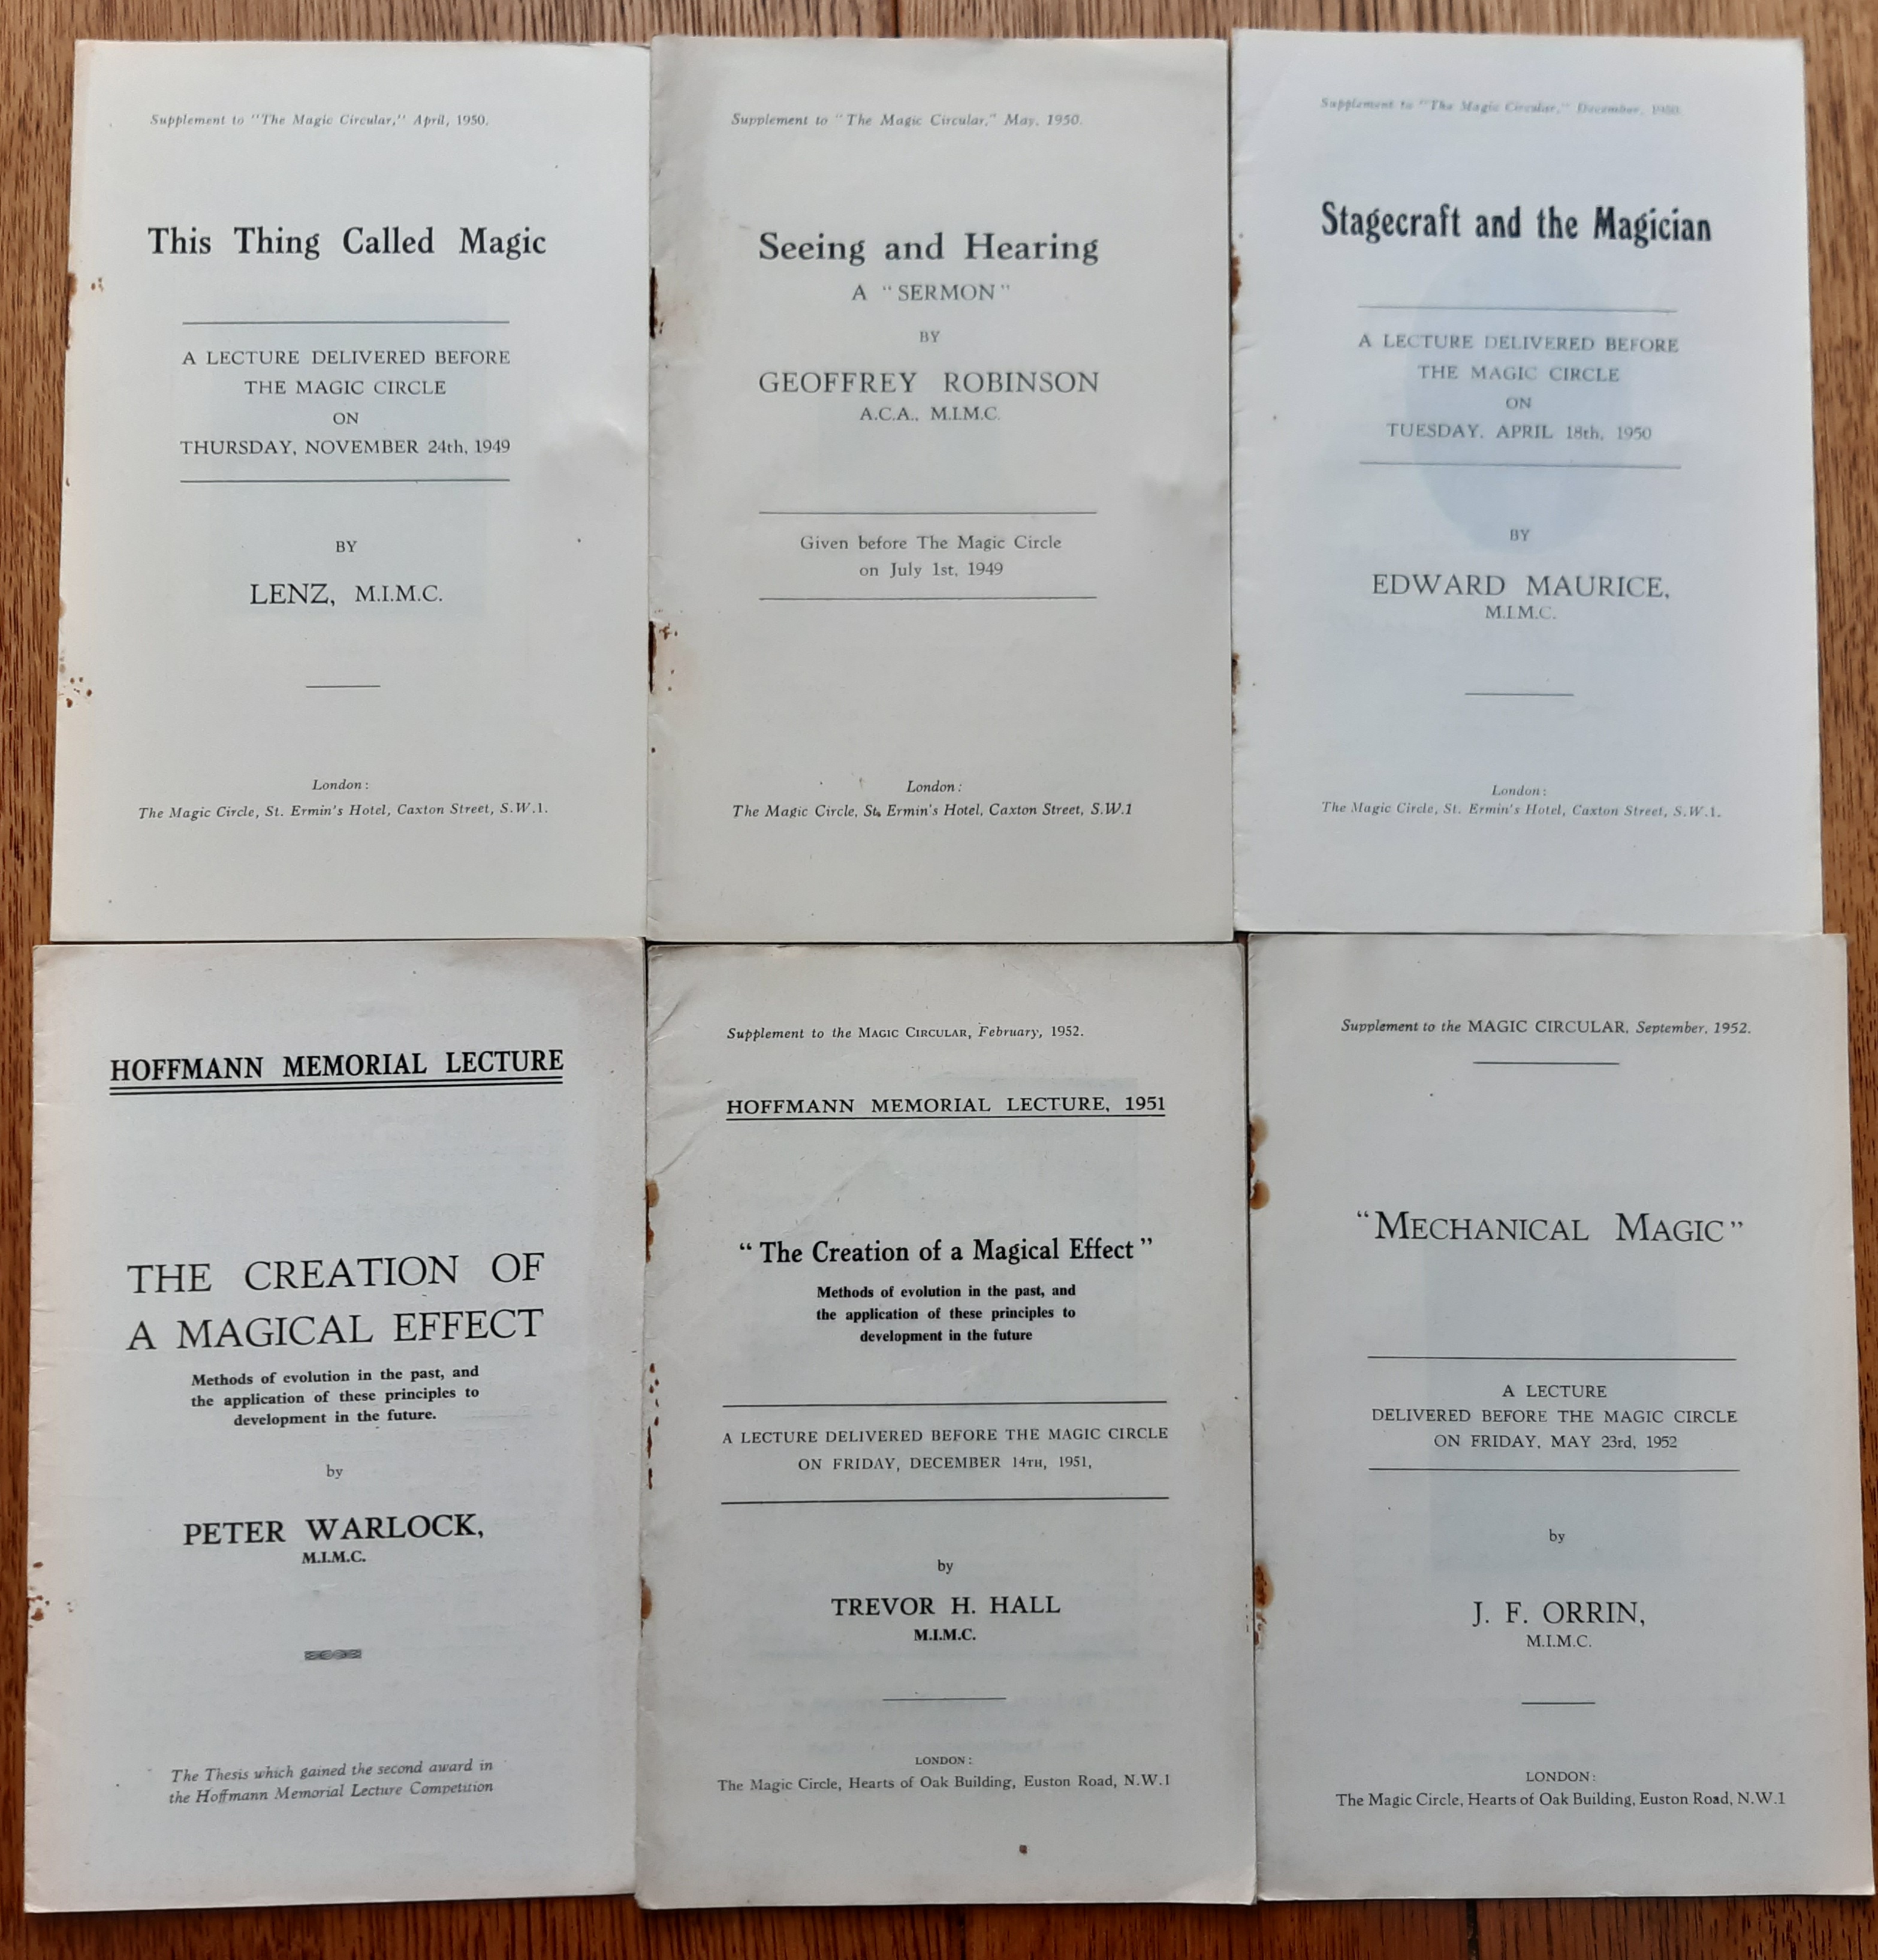 Supplement to "The Magic Circular," April, 1950.
This Thing Called Magic
A LECTURE DELIVERED BEFORE
THE MAGIC CIRCLE
ON
THURSDAY, NOVEMBER 24th, 1949
BY
LENZ, M.I.M.C.
London:
The Magic Circle, St. Ermin's Hotel, Caxton Street, S.W.1.
Supplement to "The Magic Circular," May, 1950.
Seeing and Hearing
A "SERMON"
BY
GEOFFREY ROBINSON
A.C.A., M.I.M.C.
Given before The Magic Circle
on July 1st, 1949
London:
The Magic Circle, St. Ermin's Hotel, Caxton Street, S.W.1
Supplement to "The Magic Circular," December, 1950.
Stagecraft and the Magician
A LECTURE DELIVERED BEFORE
THE MAGIC CIRCLE
ON
TUESDAY, APRIL 18th, 1950
BY
EDWARD MAURICE,
M.I.M.C.
London:
The Magic Circle, St. Ermin's Hotel, Caxton Street, S.W.1.
HOFFMANN MEMORIAL LECTURE
THE CREATION OF
A MAGICAL EFFECT
Methods of evolution in the past, and
the application of these principles to
development in the future.
by
PETER WARLOCK,
M.I.M.C.
The Thesis which gained the second award in
the Hoffmann Memorial Lecture Competition
Supplement to the MAGIC CIRCULAR, February, 1952.
HOFFMANN MEMORIAL LECTURE, 1951
"The Creation of a Magical Effect"
Methods of evolution in the past, and
the application of these principles to
development in the future
A LECTURE DELIVERED BEFORE THE MAGIC CIRCLE
ON FRIDAY, DECEMBER 14TH, 1951,
by
TREVOR H. HALL
M.I.M.C.
LONDON:
The Magic Circle, Hearts of Oak Building, Euston Road, N.W.1
Supplement to the MAGIC CIRCULAR, September, 1952.
"MECHANICAL MAGIC"
A LECTURE
DELIVERED BEFORE THE MAGIC CIRCLE
ON FRIDAY, MAY 23rd, 1952
by
J. F. ORRIN,
M.I.M.C.
LONDON:
The Magic Circle, Hearts of Oak Building, Euston Road, N.W.1